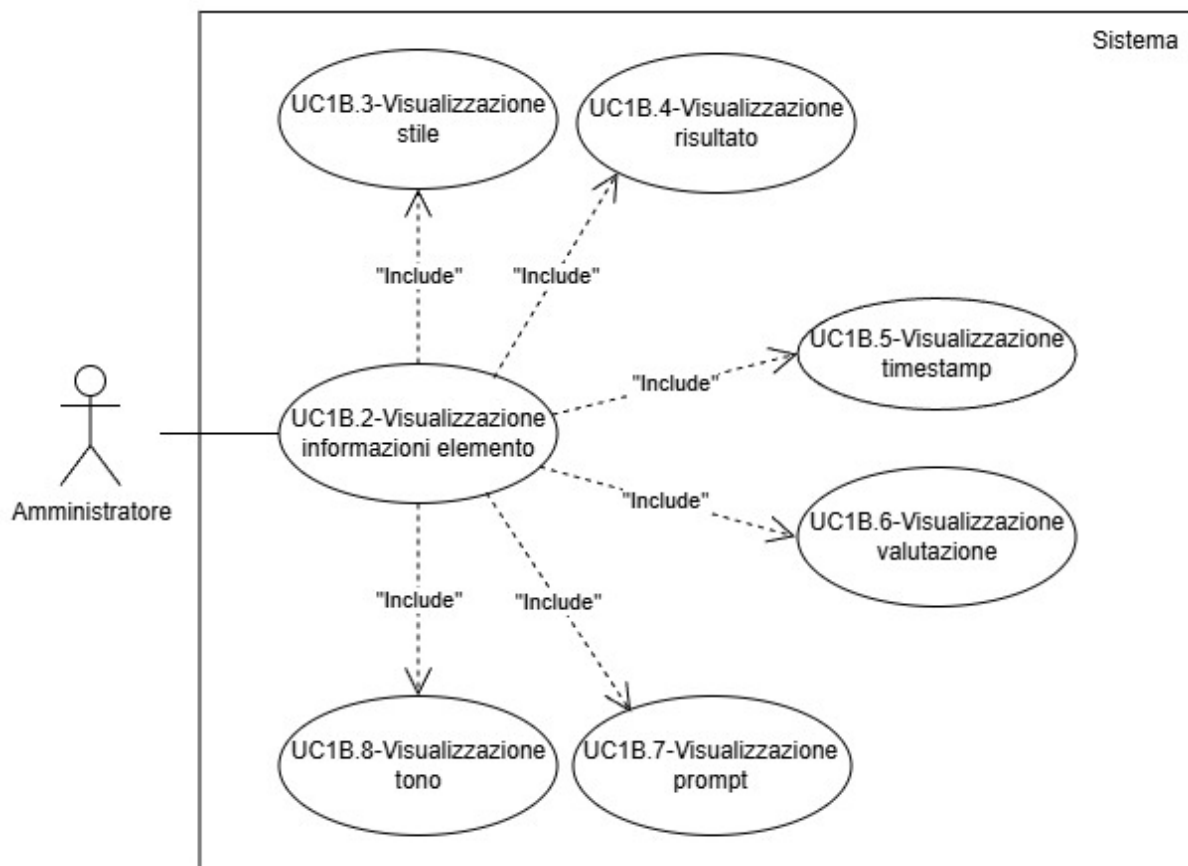 Sistema
UC1B.3-Visualizzazione
stile
UC1B.4-Visualizzazione
risultato
"Include"
"Include"
UC1B.5-Visualizzazione
timestamp
"Include"
UC1B.2-Visualizzazione
informazioni elemento
Amministratore
"Include"
UC1B.6-Visualizzazione
valutazione
"Include"
"Include"
UC1B.8-Visualizzazione
tono
UC1B.7-Visualizzazione
prompt